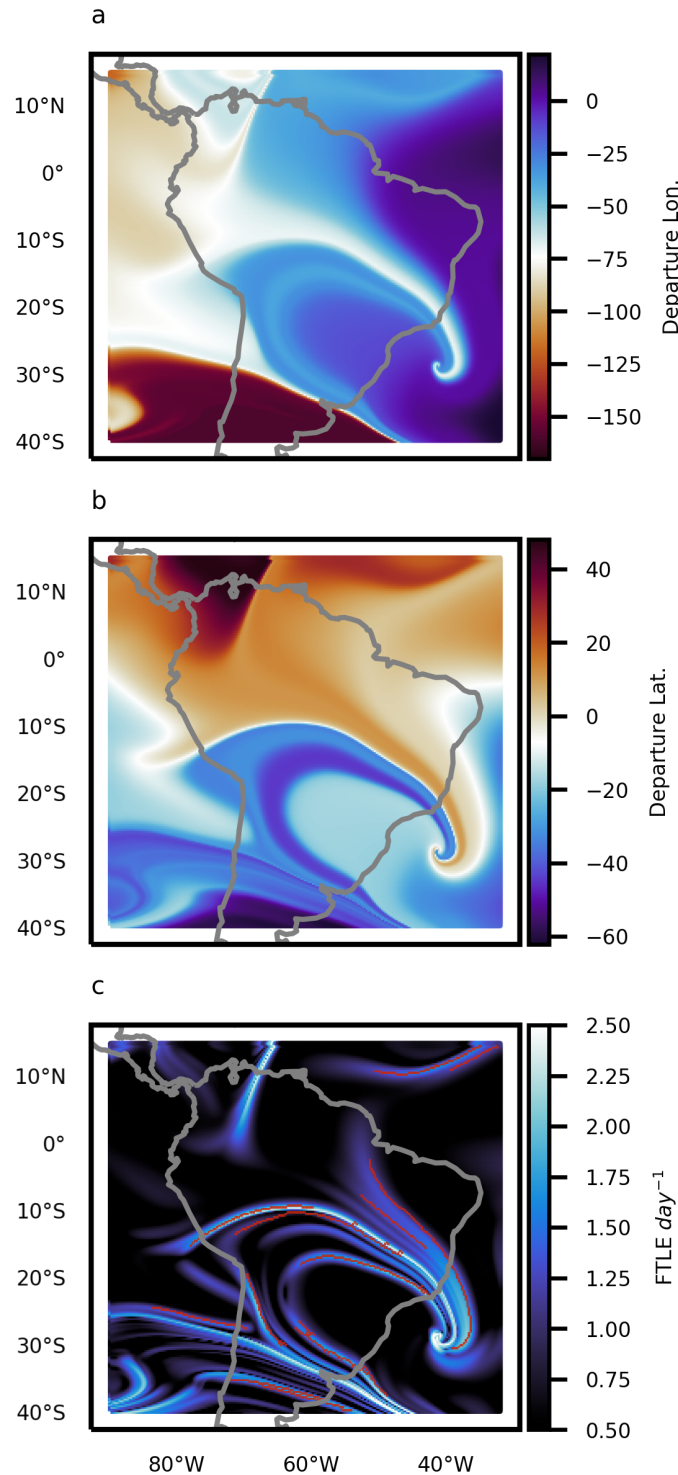 a
10°N
0°
10°S
20°S
30°S
40°S
0
−25
−50
−75
−100
−125
−150
Departure Lon.
b
10°N
0°
10°S
20°S
30°S
40°S
40
20
0
−20
−40
−60
Departure Lat.
c
10°N
0°
10°S
20°S
30°S
40°S
80°W
60°W
40°W
2.50
2.25
2.00
1.75
1.50
1.25
1.00
0.75
0.50
FTLE day⁻¹